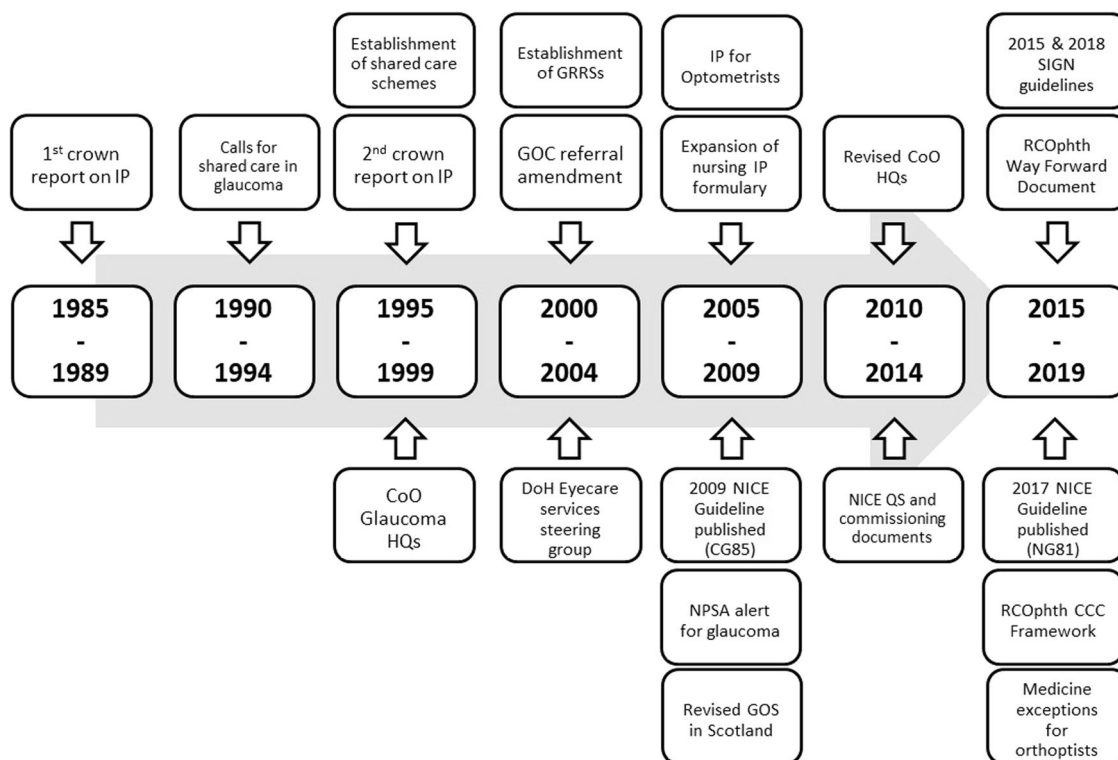 Establishment
of shared care
schemes
Establishment
of GRRSs
IP for
Optometrists
2015 & 2018
SIGN
guidelines
1st crown
report on IP
Calls for
shared care in
glaucoma
2nd crown
report on IP
GOC referral
amendment
Expansion of
nursing IP
formulary
Revised CoO
HQs
RCOphth
Way Forward
Document
1985
-
1989
1990
-
1994
1995
-
1999
2000
-
2004
2005
-
2009
2010
-
2014
2015
-
2019
CoO
Glaucoma
HQs
DoH Eyecare
services
steering
group
2009 NICE
Guideline
published
(CG85)
NICE QS and
commissioning
documents
2017 NICE
Guideline
published
(NG81)
NPSA alert
for glaucoma
RCOphth CCC
Framework
Revised GOS
in Scotland
Medicine
exceptions
for
orthoptists